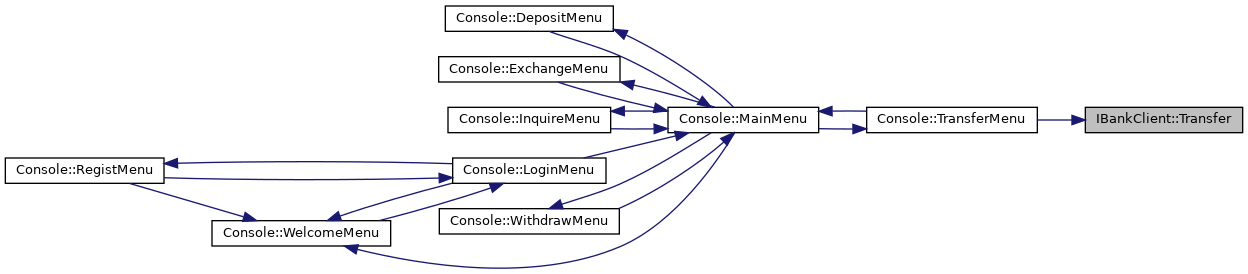 Console::DepositMenu
Console::ExchangeMenu
Console::InquireMenu
Console::MainMenu
Console::TransferMenu
IBankClient::Transfer
Console::RegistMenu
Console::LoginMenu
Console::WithdrawMenu
Console::WelcomeMenu